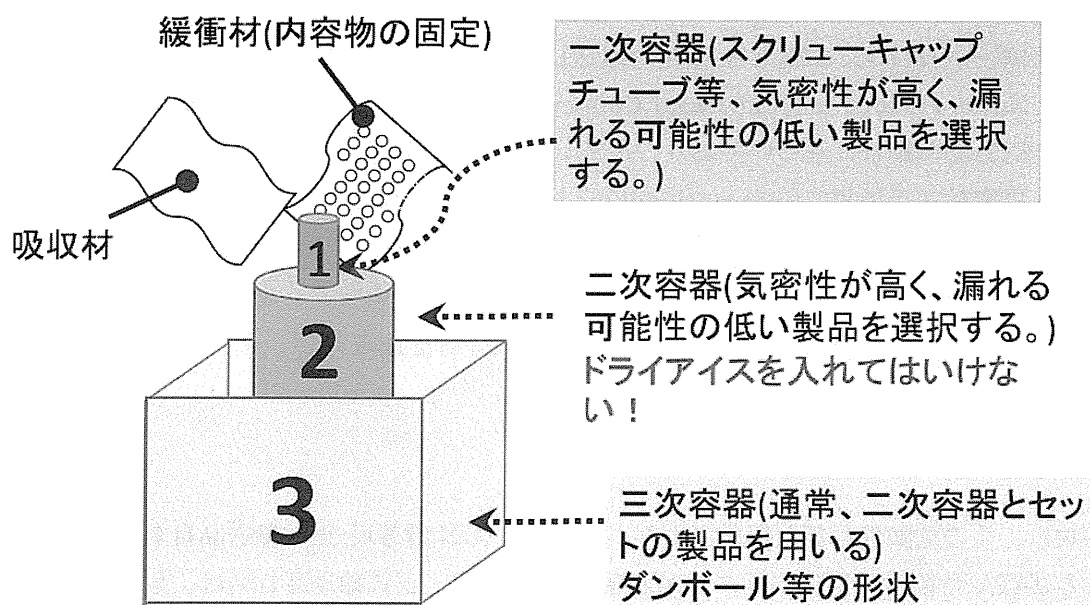 緩衝材(内容物の固定)
一次容器(スクリューキャップ
チューブ等、気密性が高く、漏
れる可能性の低い製品を選択
する。)
吸収材
1
二次容器(気密性が高く、漏れる
可能性の低い製品を選択する。)
ドライアイスを入れてはいけな
い!
2
3
三次容器(通常、二次容器とセッ
トの製品を用いる)
ダンボール等の形状